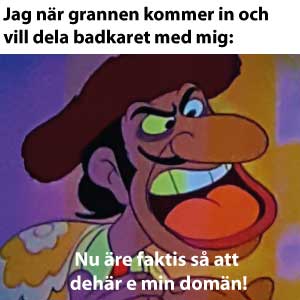 Jag när grannen kommer in och
vill dela badkaret med mig:
Nu äre faktis så att
dehär e min domän!